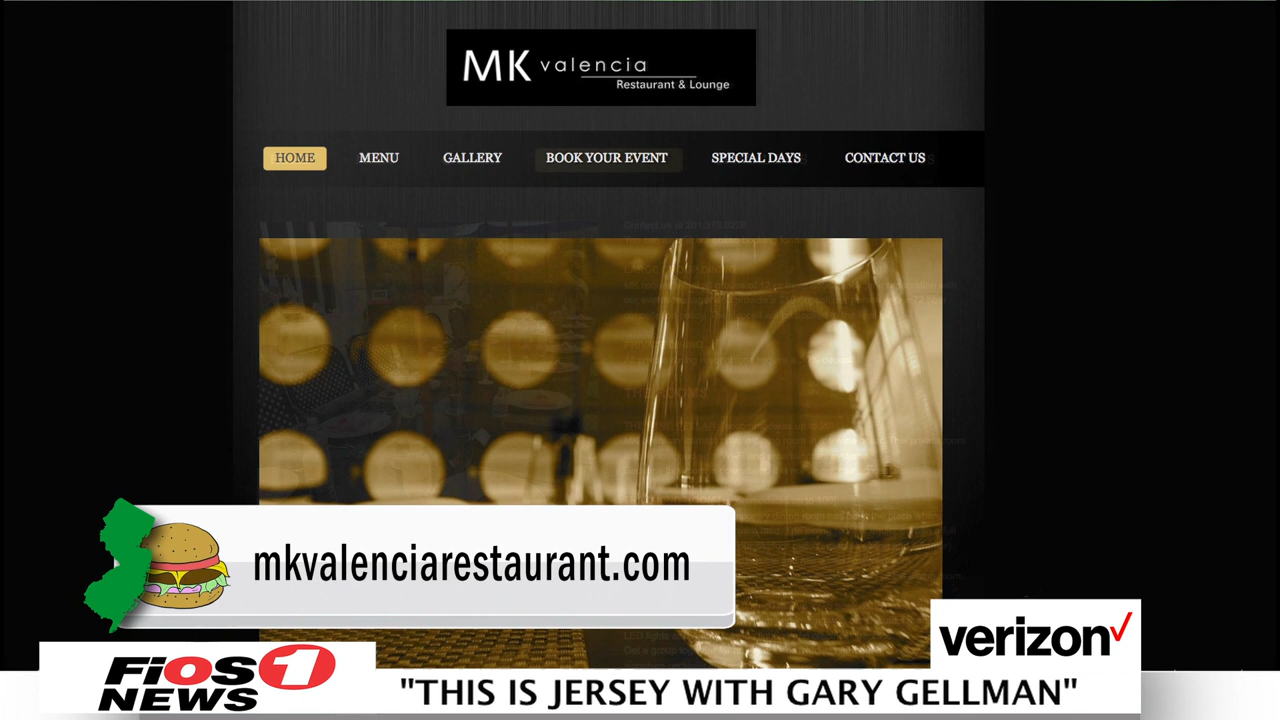 MK valencia
Restaurant & Lounge
HOME MENU GALLERY BOOK YOUR EVENT SPECIAL DAYS CONTACT US
mkvalenciarestaurant.com
verizon✓
FiOS 1
NEWS
"THIS IS JERSEY WITH GARY GELLMAN"